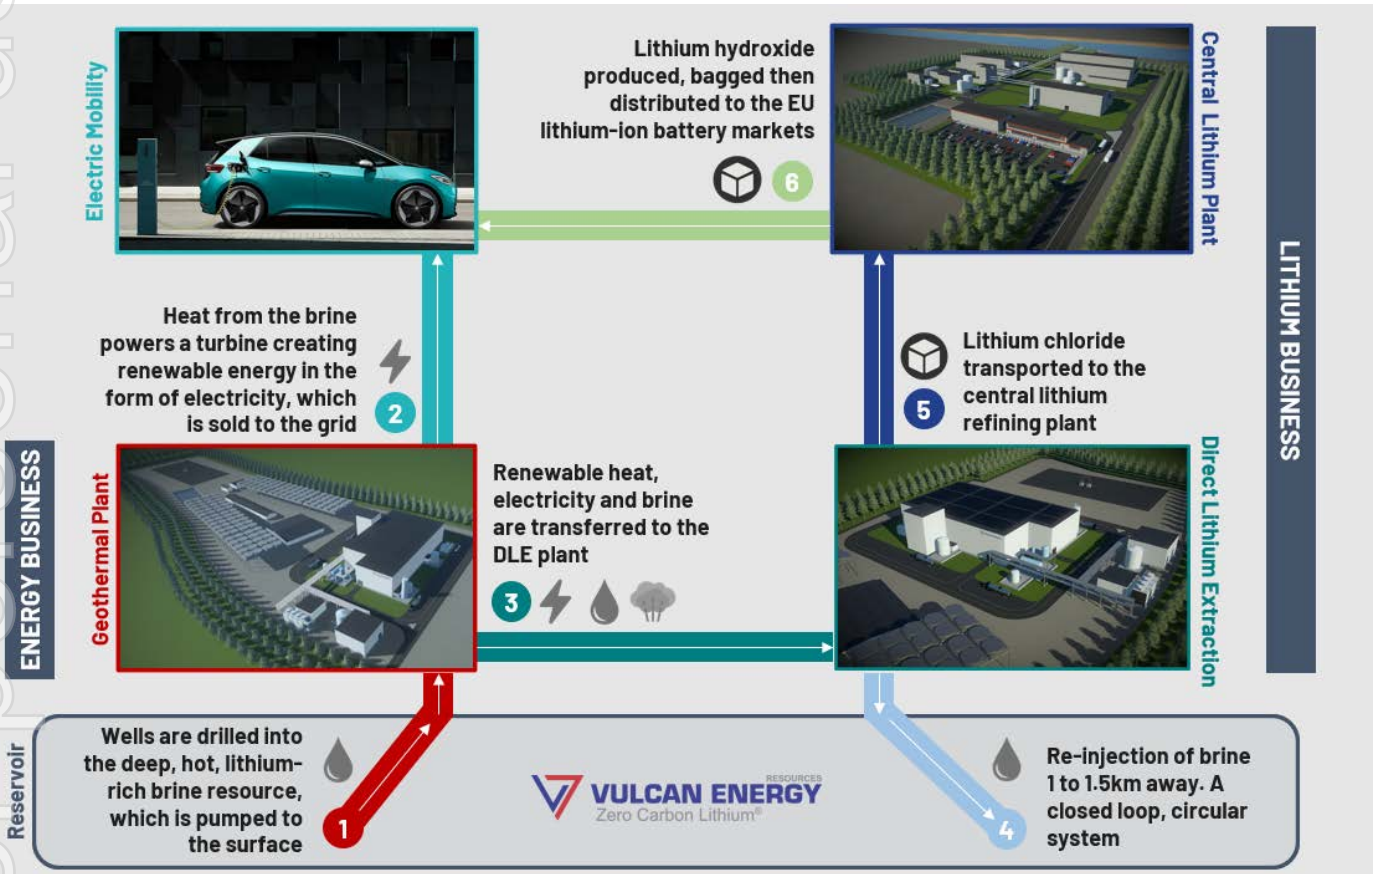 Electric Mobility
Lithium hydroxide
produced, bagged then
distributed to the EU
lithium-ion battery markets
6
Central Lithium Plant
LITHIUM BUSINESS
Heat from the brine
powers a turbine creating
renewable energy in the
form of electricity, which
is sold to the grid
2
Lithium chloride
transported to the
central lithium
refining plant
5
ENERGY BUSINESS
Geothermal Plant
Renewable heat,
electricity and brine
are transferred to the
DLE plant
3
Direct Lithium Extraction
Reservoir
Wells are drilled into
the deep, hot, lithium-
rich brine resource,
which is pumped to
the surface
1
RESOURCES
VULCAN ENERGY
Zero Carbon Lithium®
4
Re-injection of brine
1 to 1.5km away. A
closed loop, circular
system